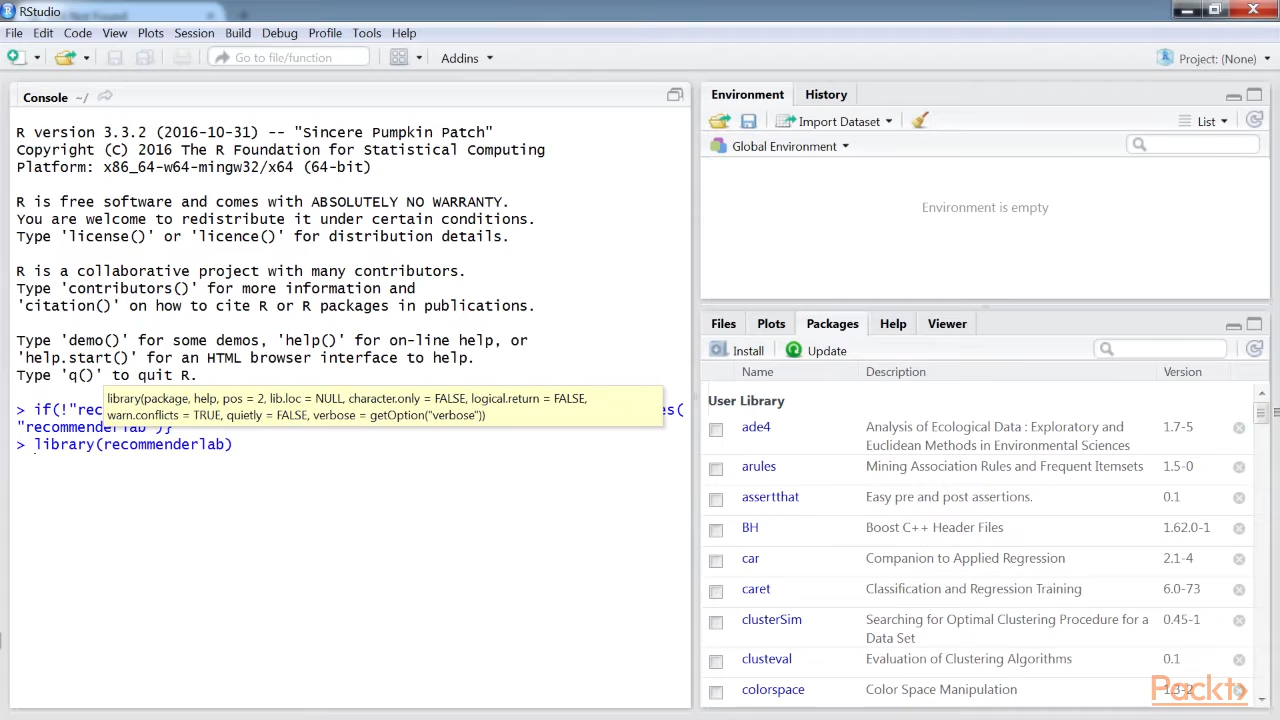 RStudio
File Edit Code View Plots Session Build Debug Profile Tools Help
Go to file/function
Addins
Project: (None)
Console ~/
R version 3.3.2 (2016-10-31) -- "Sincere Pumpkin Patch"
Copyright (C) 2016 The R Foundation for Statistical Computing
Platform: x86_64-w64-mingw32/x64 (64-bit)
R is free software and comes with ABSOLUTELY NO WARRANTY.
You are welcome to redistribute it under certain conditions.
Type 'license()' or 'licence()' for distribution details.
R is a collaborative project with many contributors.
Type 'contributors()' for more information and
'citation()' on how to cite R or R packages in publications.
Type 'demo()' for some demos, 'help()' for on-line help, or
'help.start()' for an HTML browser interface to help.
Type 'q()' to quit R.
library(package, help, pos = 2, lib.loc = NULL, character.only = FALSE, logical.return = FALSE,
warn.conflicts = TRUE, quietly = FALSE, verbose = getOption("verbose"))
> if(!"rec
es(
"recommenderlab")}
> library(recommenderlab)
Environment History
Import Dataset
List
Global Environment
Environment is empty
Files Plots Packages Help Viewer
Install Update
Name Description Version
User Library
ade4 Analysis of Ecological Data : Exploratory and 1.7-5
Euclidean Methods in Environmental Sciences
arules Mining Association Rules and Frequent Itemsets 1.5-0
assertthat Easy pre and post assertions. 0.1
BH Boost C++ Header Files 1.62.0-1
car Companion to Applied Regression 2.1-4
caret Classification and Regression Training 6.0-73
clusterSim Searching for Optimal Clustering Procedure for a 0.45-1
Data Set
clusteval Evaluation of Clustering Algorithms 0.1
colorspace Color Space Manipulation 1.3-2
Packt